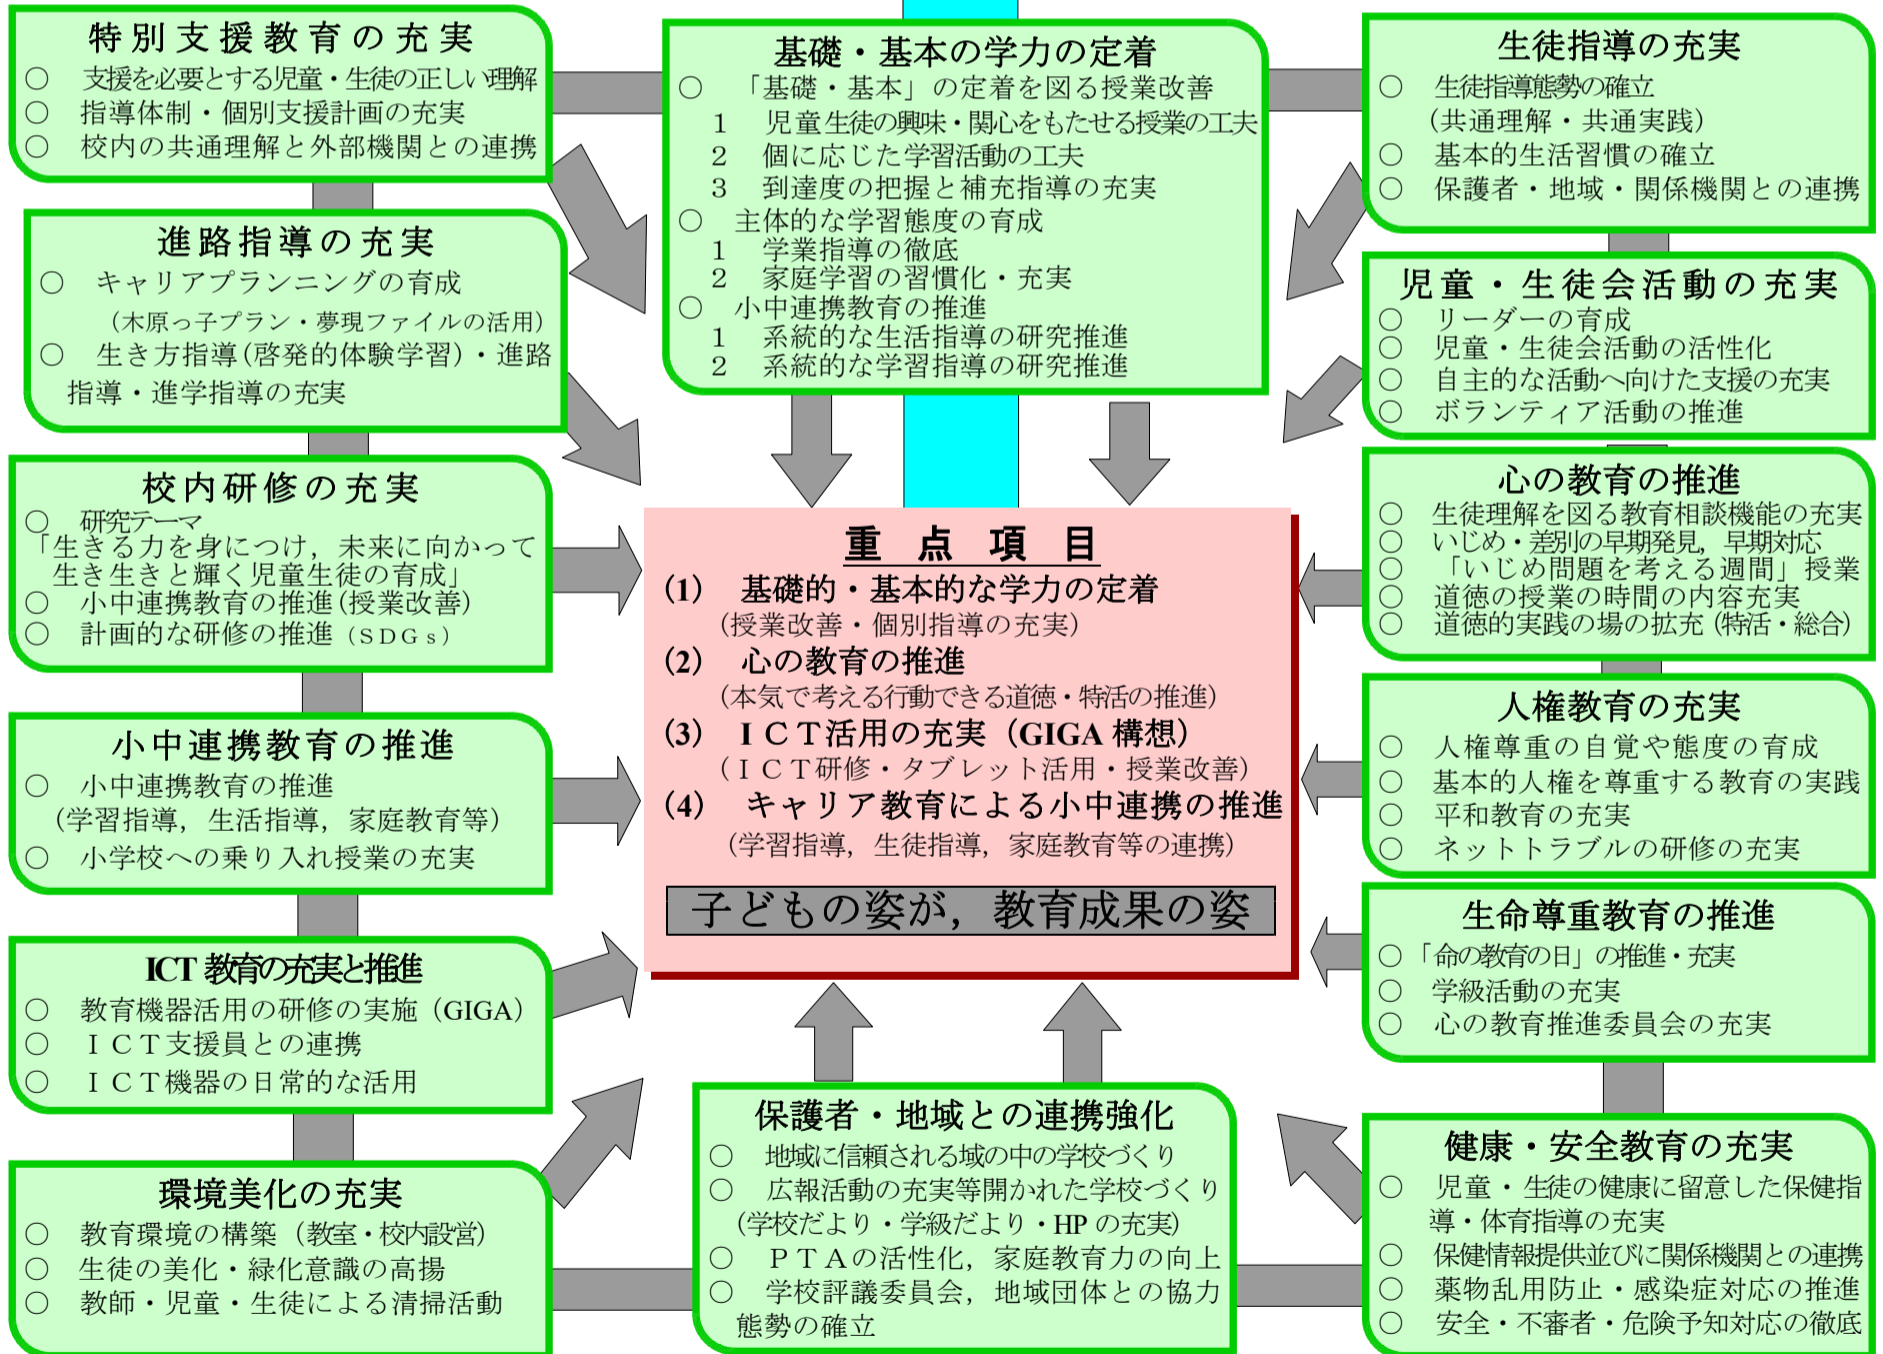 特別支援教育の充実
○ 支援を必要とする児童・生徒の正しい理解
○ 指導体制・個別支援計画の充実
○ 校内の共通理解と外部機関との連携
進路指導の充実
○ キャリアプランニングの育成
（木原っ子プラン・夢現ファイルの活用）
○ 生き方指導(啓発的体験学習)・進路
指導・進学指導の充実
校内研修の充実
○ 研究テーマ
「生きる力を身につけ，未来に向かって
生き生きと輝く児童生徒の育成」
○ 小中連携教育の推進(授業改善)
○ 計画的な研修の推進（ＳＤＧｓ）
小中連携教育の推進
○ 小中連携教育の推進
（学習指導，生活指導，家庭教育等）
○ 小学校への乗り入れ授業の充実
ICT 教育の充実と推進
○ 教育機器活用の研修の実施（GIGA）
○ ＩＣＴ支援員との連携
○ ＩＣＴ機器の日常的な活用
環境美化の充実
○ 教育環境の構築（教室・校内設営）
○ 生徒の美化・緑化意識の高揚
○ 教師・児童・生徒による清掃活動
基礎・基本の学力の定着
○ 「基礎・基本」の定着を図る授業改善
1 児童生徒の興味・関心をもたせる授業の工夫
2 個に応じた学習活動の工夫
3 到達度の把握と補充指導の充実
○ 主体的な学習態度の育成
1 学業指導の徹底
2 家庭学習の習慣化・充実
○ 小中連携教育の推進
1 系統的な生活指導の研究推進
2 系統的な学習指導の研究推進
重点項目
(1) 基礎的・基本的な学力の定着
（授業改善・個別指導の充実）
(2) 心の教育の推進
（本気で考える行動できる道徳・特活の推進）
(3) ＩＣＴ活用の充実（GIGA 構想）
（ＩＣＴ研修・タブレット活用・授業改善）
(4) キャリア教育による小中連携の推進
（学習指導，生徒指導，家庭教育等の連携）
子どもの姿が，教育成果の姿
保護者・地域との連携強化
○ 地域に信頼される域の中の学校づくり
○ 広報活動の充実等開かれた学校づくり
（学校だより・学級だより・HP の充実）
○ ＰＴＡの活性化，家庭教育力の向上
○ 学校評議委員会，地域団体との協力
態勢の確立
生徒指導の充実
○ 生徒指導態勢の確立
（共通理解・共通実践）
○ 基本的生活習慣の確立
○ 保護者・地域・関係機関との連携
児童・生徒会活動の充実
○ リーダーの育成
○ 児童・生徒会活動の活性化
○ 自主的な活動へ向けた支援の充実
○ ボランティア活動の推進
心の教育の推進
○ 生徒理解を図る教育相談機能の充実
○ いじめ・差別の早期発見，早期対応
○ 「いじめ問題を考える週間」授業
○ 道徳の授業の時間の内容充実
○ 道徳的実践の場の拡充（特活・総合）
人権教育の充実
○ 人権尊重の自覚や態度の育成
○ 基本的人権を尊重する教育の実践
○ 平和教育の充実
○ ネットトラブルの研修の充実
生命尊重教育の推進
○「命の教育の日」の推進・充実
○ 学級活動の充実
○ 心の教育推進委員会の充実
健康・安全教育の充実
○ 児童・生徒の健康に留意した保健指
導・体育指導の充実
○ 保健情報提供並びに関係機関との連携
○ 薬物乱用防止・感染症対応の推進
○ 安全・不審者・危険予知対応の徹底